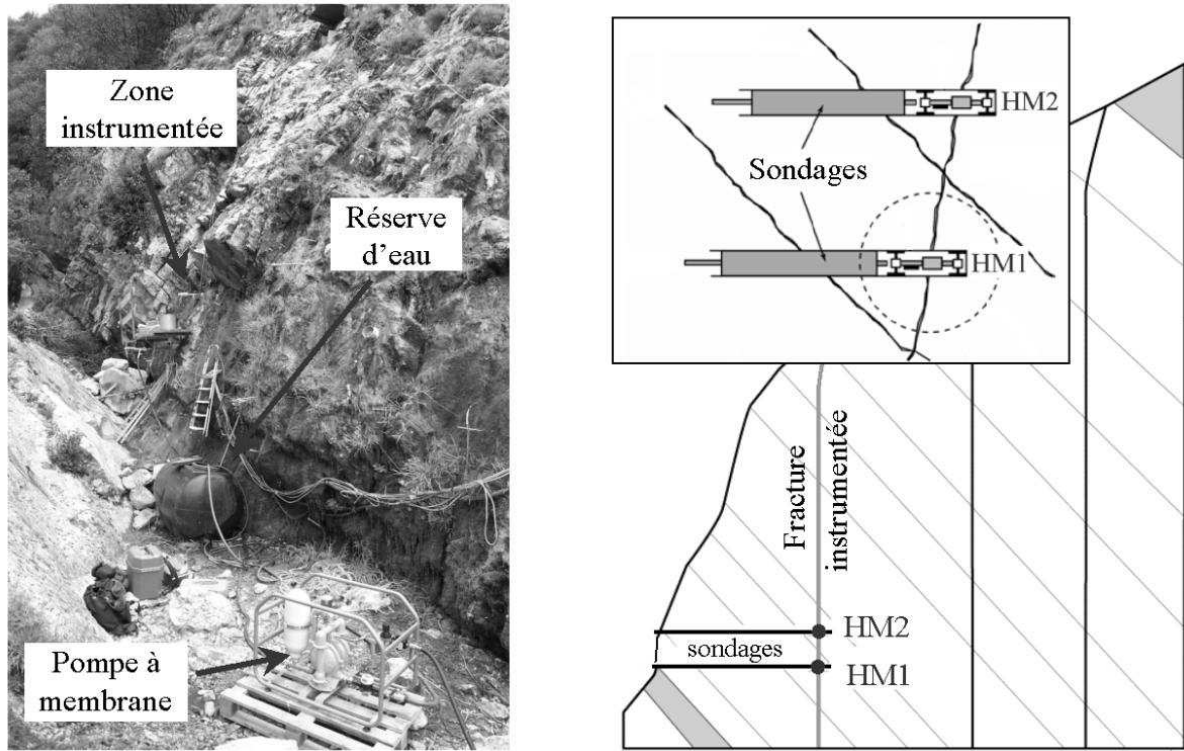 Zone
instrumentée
Réserve
d'eau
Pompe à
membrane
HM2
Sondages
HM1
Fracture
instrumentée
HM2
sondages
HM1